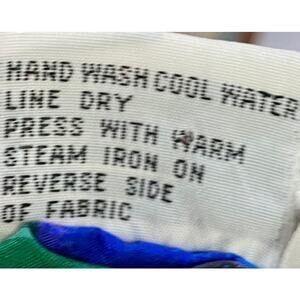 HAND WASH COOL WATER
LINE DRY
PRESS WITH WARM
STEAM IRON ON
REVERSE SIDE
OF FABRIC